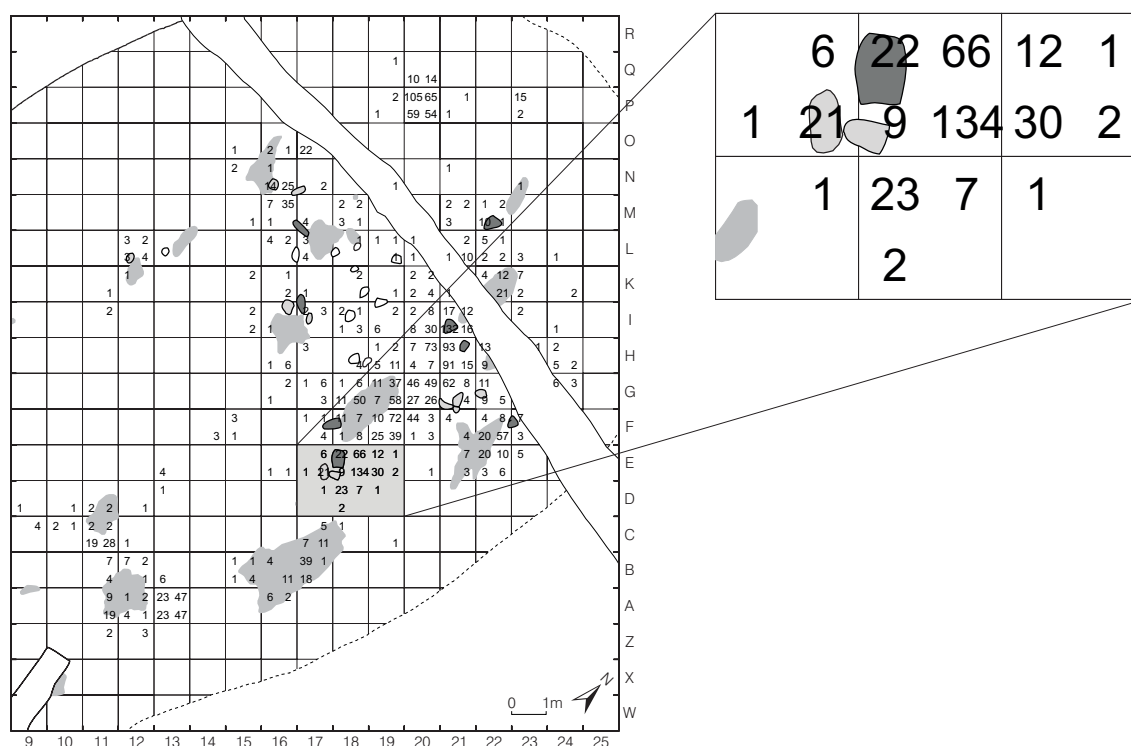 R
1
Q
10 14
2 105 65 1 15
P
1 59 54 1 2
1 2 1 22
O
2 1 1
N
14 25 2 1 1
7 35 2 2 2 2 1 2
M
1 1 4 3 1 3 10 1
3 2 4 2 3 1 1 1 1 2 5 1
L
3 4 4 1 1 1 10 2 2 3 1
1 2 1 2 2 2 4 12 7
K
1 2 1 1 2 4 1 21 2 2
2 2 2 3 2 1 2 2 8 17 12 2
I
2 1 1 3 6 8 30 132 16 1
3 1 2 7 73 93 13 1 2
H
1 6 4 5 11 4 7 91 15 9 5 2
2 1 6 1 6 11 37 46 49 62 8 11 6 3
G
1 3 11 50 7 58 27 26 4 9 5
3 1 1 11 7 10 72 44 3 4 4 8 7
F
3 1 4 1 8 25 39 1 3 4 20 57 3
6 22 66 12 1 7 20 10 5
E
4 1 1 1 21 9 134 30 2 1 3 3 6
1 1 23 7 1
D
1 1 2 2 1 2
4 2 1 2 2 5 1
C
19 28 1 7 11 1
7 7 2 1 1 4 39 1
B
4 1 6 1 4 11 18
9 1 2 23 47 6 2
A
19 4 1 23 47
2 3
Z
X
W
0 1m
N
9 10 11 12 13 14 15 16 17 18 19 20 21 22 23 24 25
6 22 66 12 1
1 21 9 134 30 2
1 23 7 1
2